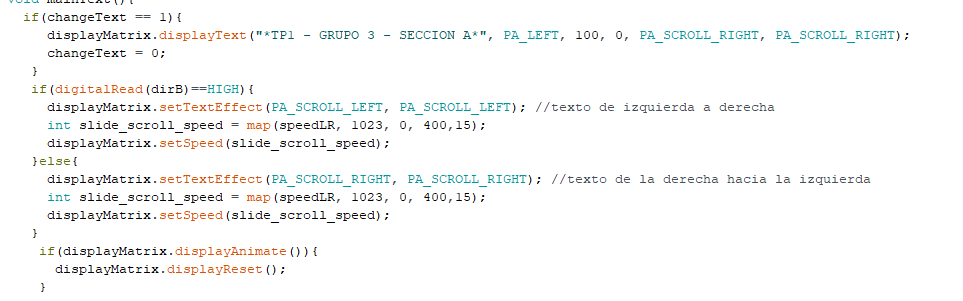 void mainText(){
if(changeText == 1){
displayMatrix.displayText("*TP1 - GRUPO 3 - SECCION A*", PA_LEFT, 100, 0, PA_SCROLL_RIGHT, PA_SCROLL_RIGHT);
changeText = 0;
}
if(digitalRead(dirB)==HIGH){
displayMatrix.setTextEffect(PA_SCROLL_LEFT, PA_SCROLL_LEFT); //texto de izquierda a derecha
int slide_scroll_speed = map(speedLR, 1023, 0, 400,15);
displayMatrix.setSpeed(slide_scroll_speed);
}else{
displayMatrix.setTextEffect(PA_SCROLL_RIGHT, PA_SCROLL_RIGHT); //texto de la derecha hacia la izquierda
int slide_scroll_speed = map(speedLR, 1023, 0, 400,15);
displayMatrix.setSpeed(slide_scroll_speed);
}
if(displayMatrix.displayAnimate()){
displayMatrix.displayReset();
}